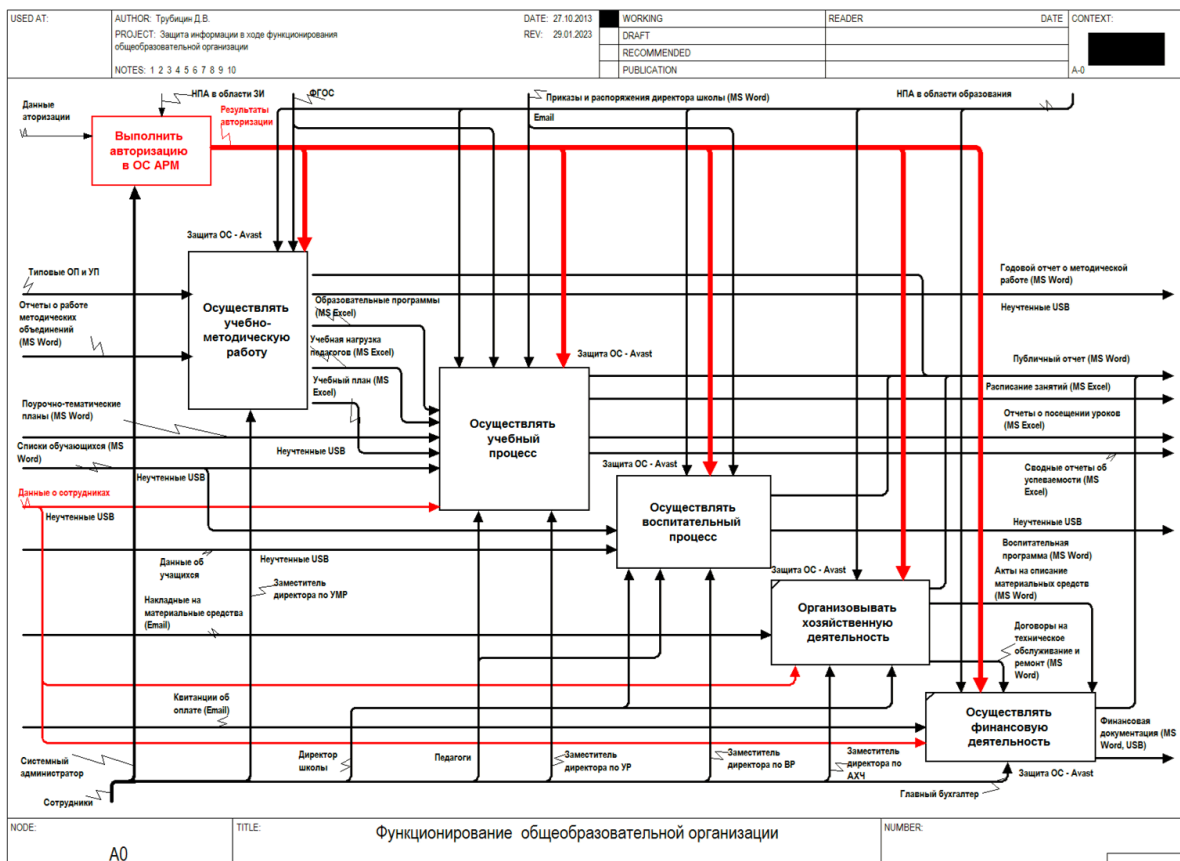 USED AT:
AUTHOR: Трубицин Д.В.
DATE: 27.10.2013
WORKING
READER
DATE
CONTEXT:
PROJECT: Защита информации в ходе функционирования
общеобразовательной организации
REV: 29.01.2023
DRAFT
RECOMMENDED
NOTES: 1 2 3 4 5 6 7 8 9 10
PUBLICATION
A-0
НПА в области ЗИ
ФГОС
Приказы и распоряжения директора школы (MS Word)
Email
НПА в области образования
Данные
аторизации
Результаты
авторизации
Выполнить
авторизацию
в ОС АРМ
Защита ОС - Avast
Типовые ОП и УП
Отчеты о работе
методических
объединений
(MS Word)
Осуществлять
учебно-
методическую
работу
Образовательные программы
(MS Excel)
Учебная нагрузка
педагогов (MS Excel)
Учебный план (MS
Excel)
Годовой отчет о методической
работе (MS Word)
Неучтенные USB
Защита ОС - Avast
Публичный отчет (MS Word)
Расписание занятий (MS Excel)
Поурочно-тематические
планы (MS Word)
Осуществлять
учебный
процесс
Отчеты о посещении уроков
(MS Excel)
Списки обучающихся (MS
Word)
Неучтенные USB
Неучтенные USB
Защита ОС - Avast
Сводные отчеты об
успеваемости (MS
Excel)
Данные о сотрудниках
Неучтенные USB
Осуществлять
воспитательный
процесс
Неучтенные USB
Данные об
учащихся
Неучтенные USB
Воспитательная
программа (MS Word)
Защита ОС - Avast
Акты на списание
материальных средств
(MS Word)
Накладные на
материальные средства
(Email)
Заместитель
директора по УМР
Организовывать
хозяйственную
деятельность
Договоры на
техническое
обслуживание и
ремонт (MS
Word)
Квитанции об
оплате (Email)
Осуществлять
финансовую
деятельность
Финансовая
документация (MS
Word, USB)
Системный
администратор
Директор
школы
Педагоги
Заместитель
директора по УР
Заместитель
директора по ВР
Заместитель
директора по
АХЧ
Защита ОС - Avast
Главный бухгалтер
Сотрудники
NODE:
A0
TITLE:
Функционирование общеобразовательной организации
NUMBER: